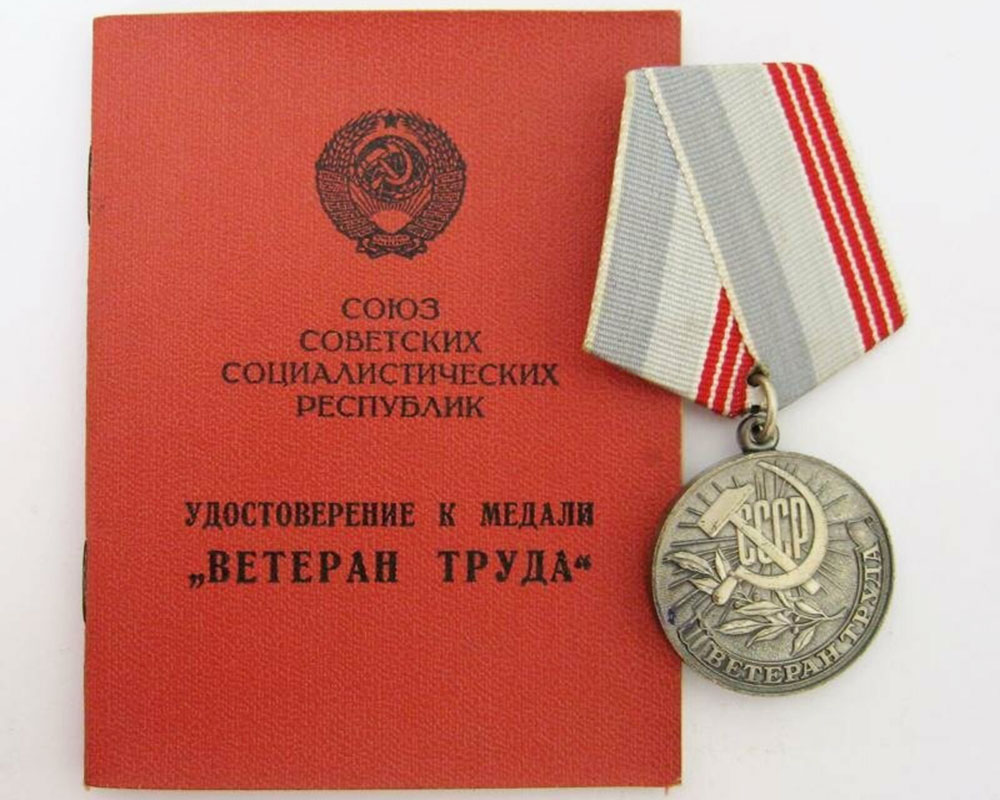 СОЮЗ
СОВЕТСКИХ
СОЦИАЛИСТИЧЕСКИХ
РЕСПУБЛИК
УДОСТОВЕРЕНИЕ К МЕДАЛИ
„ВЕТЕРАН ТРУДА“
СССР
ВЕТЕРАН ТРУДА